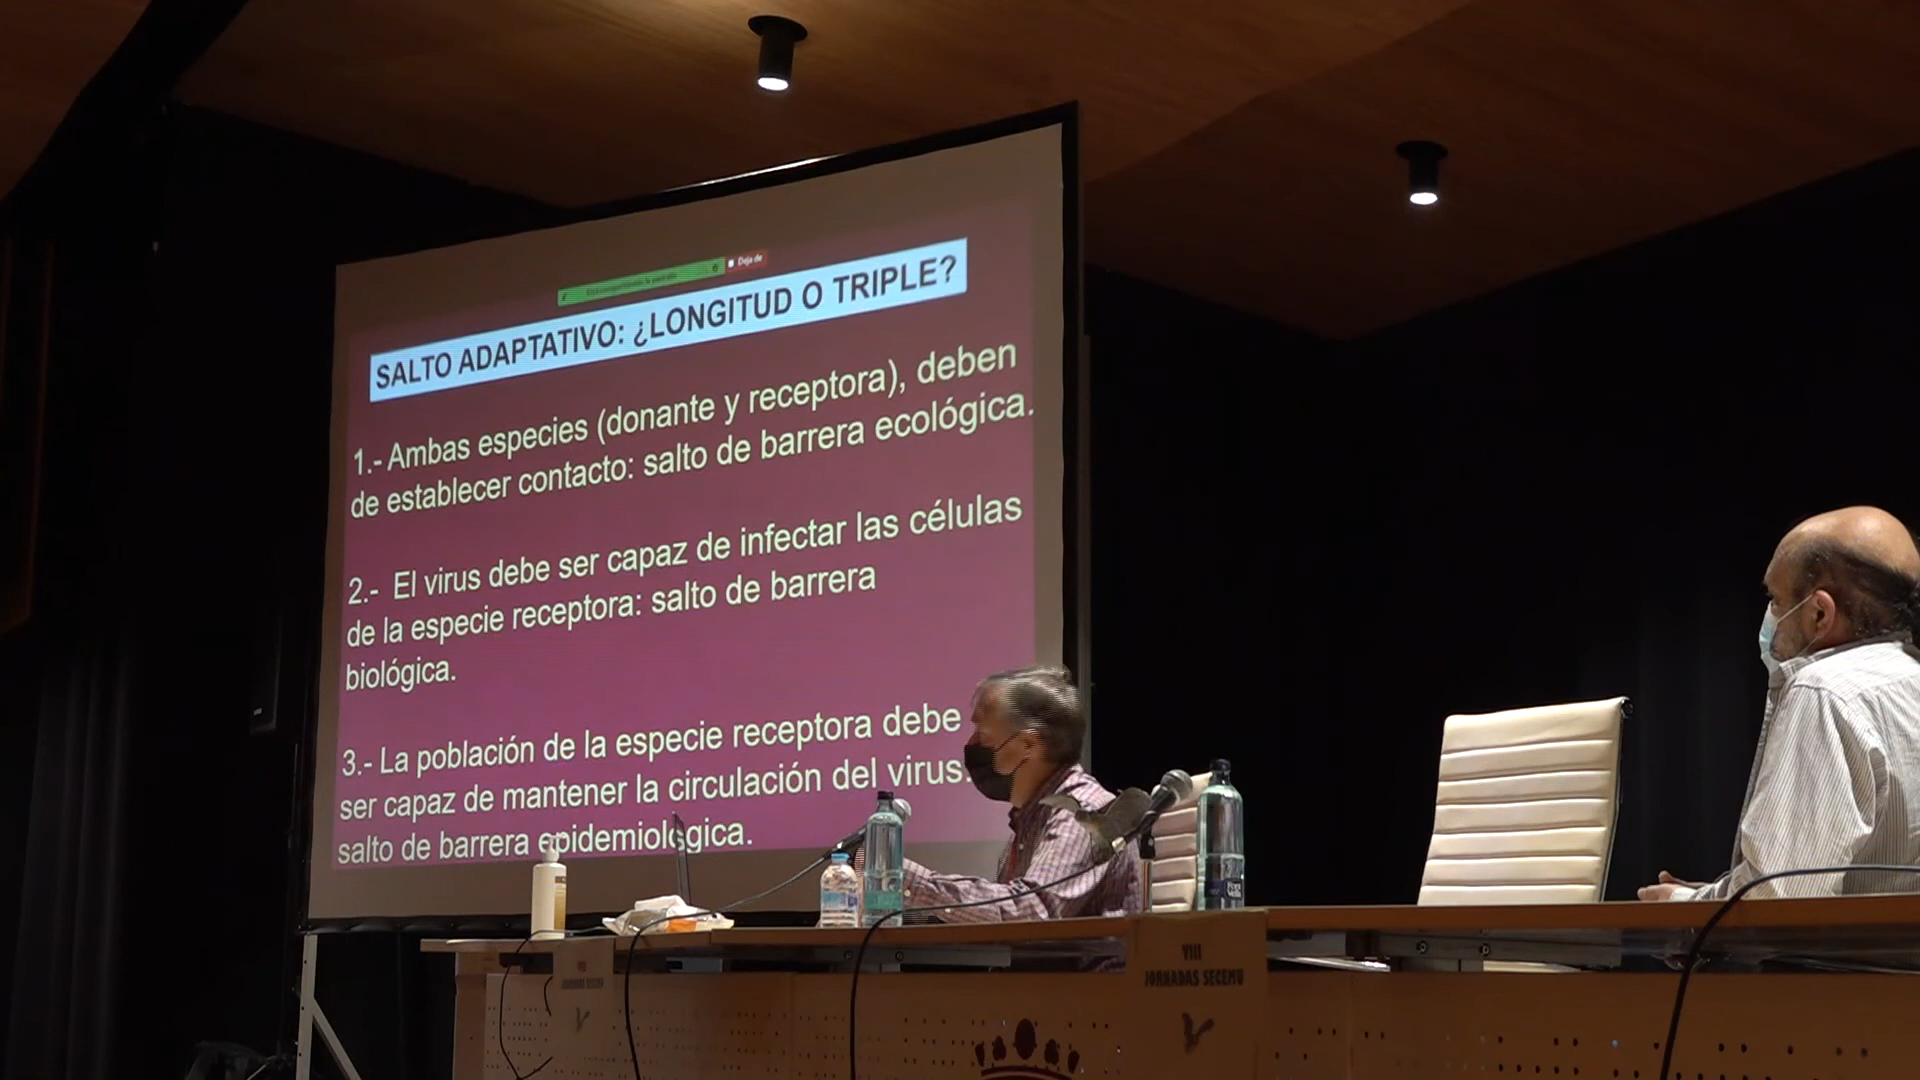 Deja de
SALTO ADAPTATIVO: ¿LONGITUD O TRIPLE?
1.- Ambas especies (donante y receptora), deben
de establecer contacto: salto de barrera ecológica.
2.- El virus debe ser capaz de infectar las células
de la especie receptora: salto de barrera
biológica.
3.- La población de la especie receptora debe
ser capaz de mantener la circulación del virus:
salto de barrera epidemiológica.
VIII
JORNADAS SECEMU